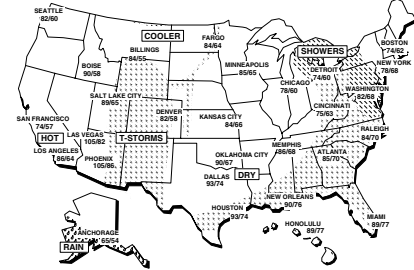 SEATTLE
82/60
COOLER
FARGO
84/64
BILLINGS
84/55
BOISE
90/58
MINNEAPOLIS
85/65
SHOWERS
BOSTON
74/62
DETROIT
74/60
NEW YORK
78/68
CHICAGO
78/60
WASHINGTON
82/68
SALT LAKE CITY
89/65
DENVER
82/58
KANSAS CITY
84/66
CINCINNATI
75/63
SAN FRANCISCO
74/57
RALEIGH
84/70
HOT
LAS VEGAS
105/82
T-STORMS
MEMPHIS
86/68
ATLANTA
85/70
LOS ANGELES
86/64
PHOENIX
105/86
OKLAHOMA CITY
90/67
DALLAS
93/74
DRY
NEW ORLEANS
90/76
HOUSTON
93/74
MIAMI
89/77
HONOLULU
89/77
ANCHORAGE
65/54
RAIN